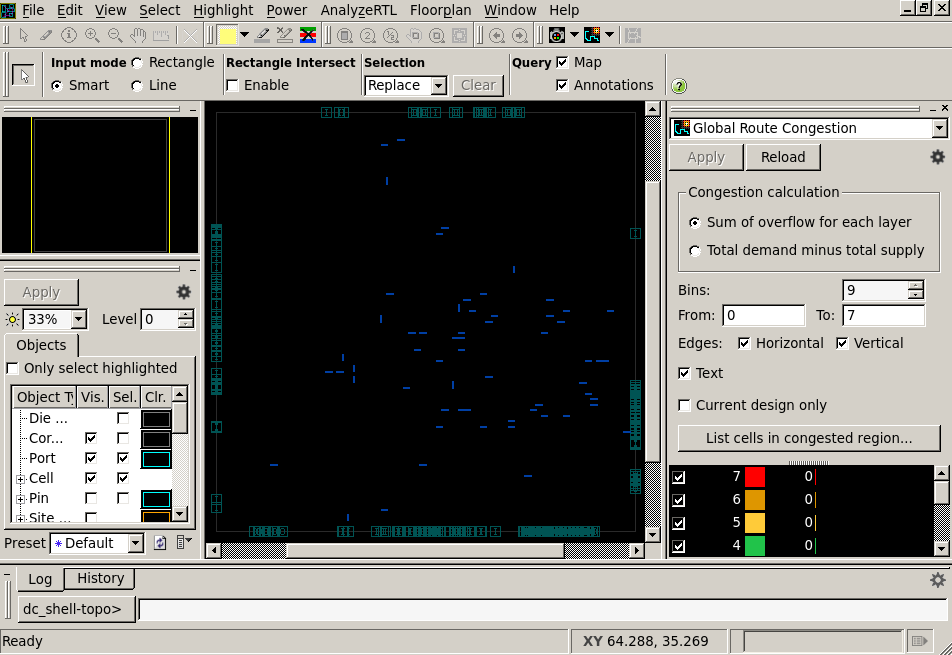 File Edit View Select Highlight Power AnalyzeRTL Floorplan Window Help
Input mode Rectangle Rectangle Intersect Selection Query Map
Smart Line Enable Replace Clear Annotations
Global Route Congestion
Apply Reload
Congestion calculation
Sum of overflow for each layer
Total demand minus total supply
Bins: 9
From: 0 To: 7
Edges: Horizontal Vertical
Text
Current design only
List cells in congested region...
7 0
6 0
5 0
4 0
Apply
33% Level 0
Objects
Only select highlighted
Object T Vis. Sel. Clr.
Die ...
Cor...
Port
Cell
Pin
Site ...
Preset * Default
Log History
dc_shell-topo>
Ready XY 64.288, 35.269